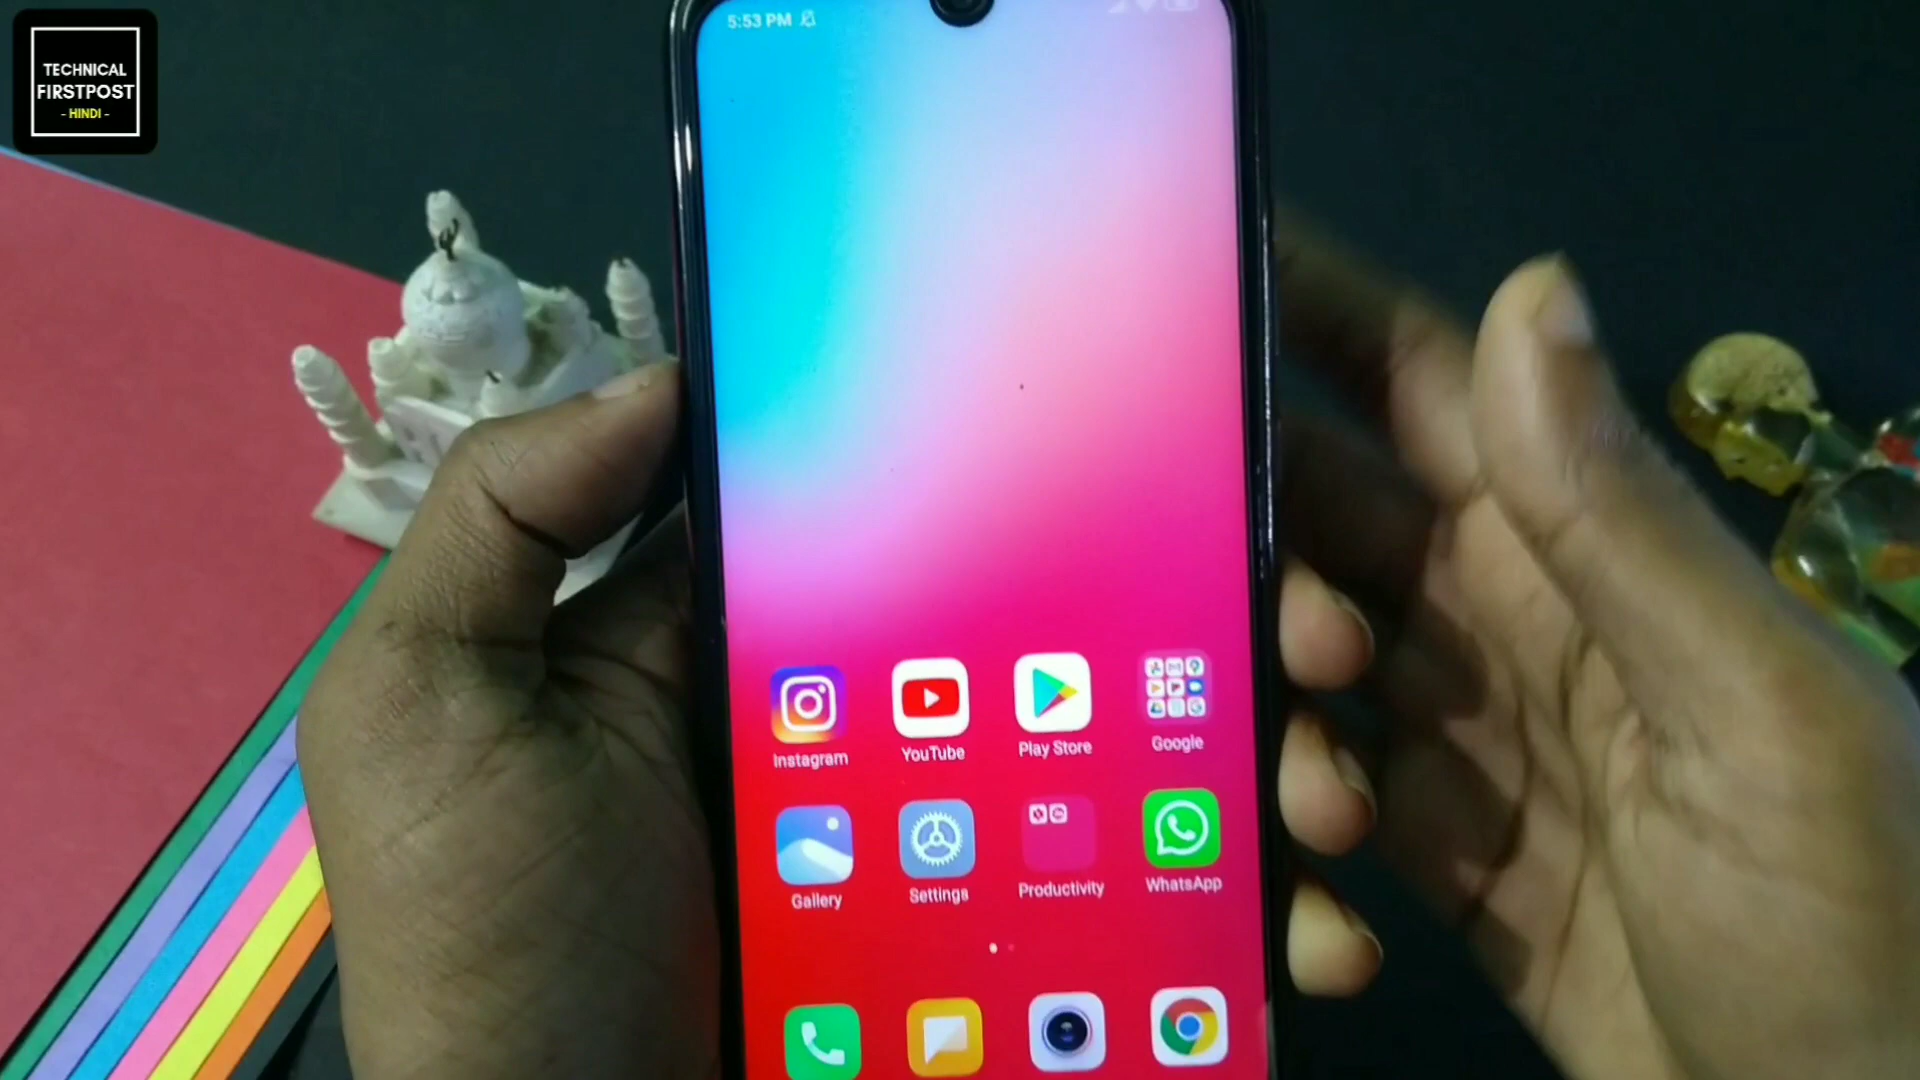 TECHNICAL
FIRSTPOST
- HINDI -
5:53 PM
Instagram
YouTube
Play Store
Google
Gallery
Settings
Productivity
WhatsApp